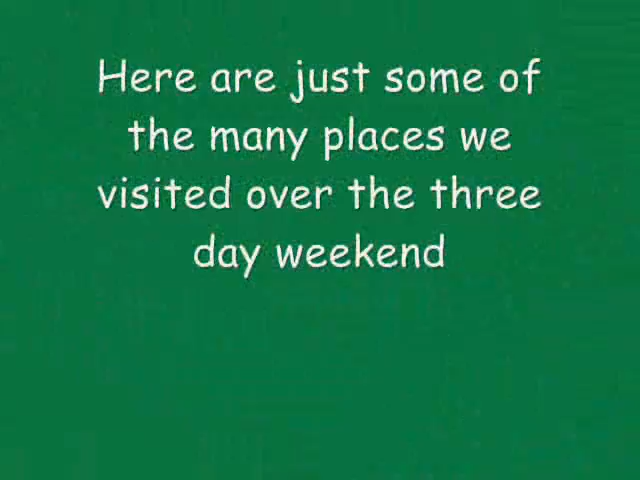 Here are just some of
the many places we
visited over the three
day weekend